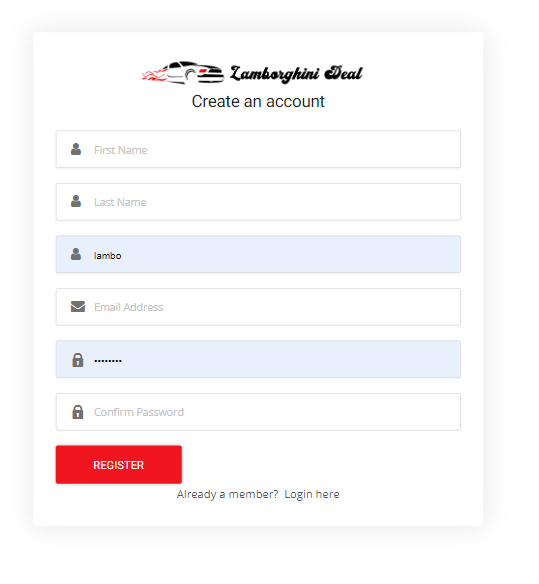 Lamborghini Deal
Create an account
First Name
Last Name
lambo
Email Address
••••••••
Confirm Password
REGISTER
Already a member? Login here